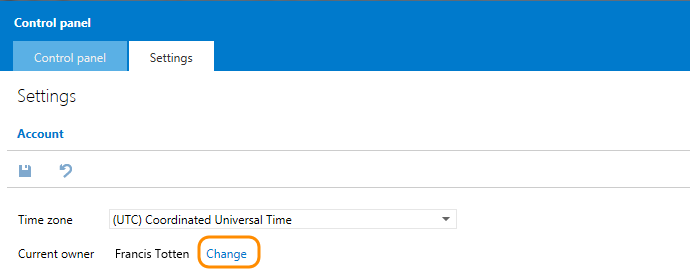 Control panel
Control panel Settings
Settings
Account
Time zone (UTC) Coordinated Universal Time
Current owner Francis Totten Change